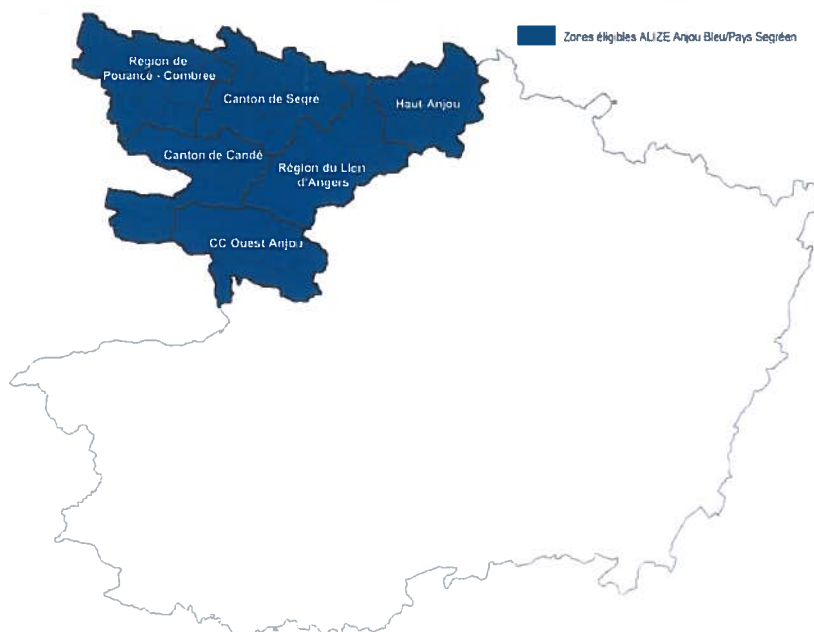 Zones éligibles ALIZE Anjou Bleu/Pays Segréen
Région de
Pouancé - Combrée
Canton de Segré
Haut Anjou
Canton de Candé
Région du Lion
d'Angers
CC Ouest Anjou